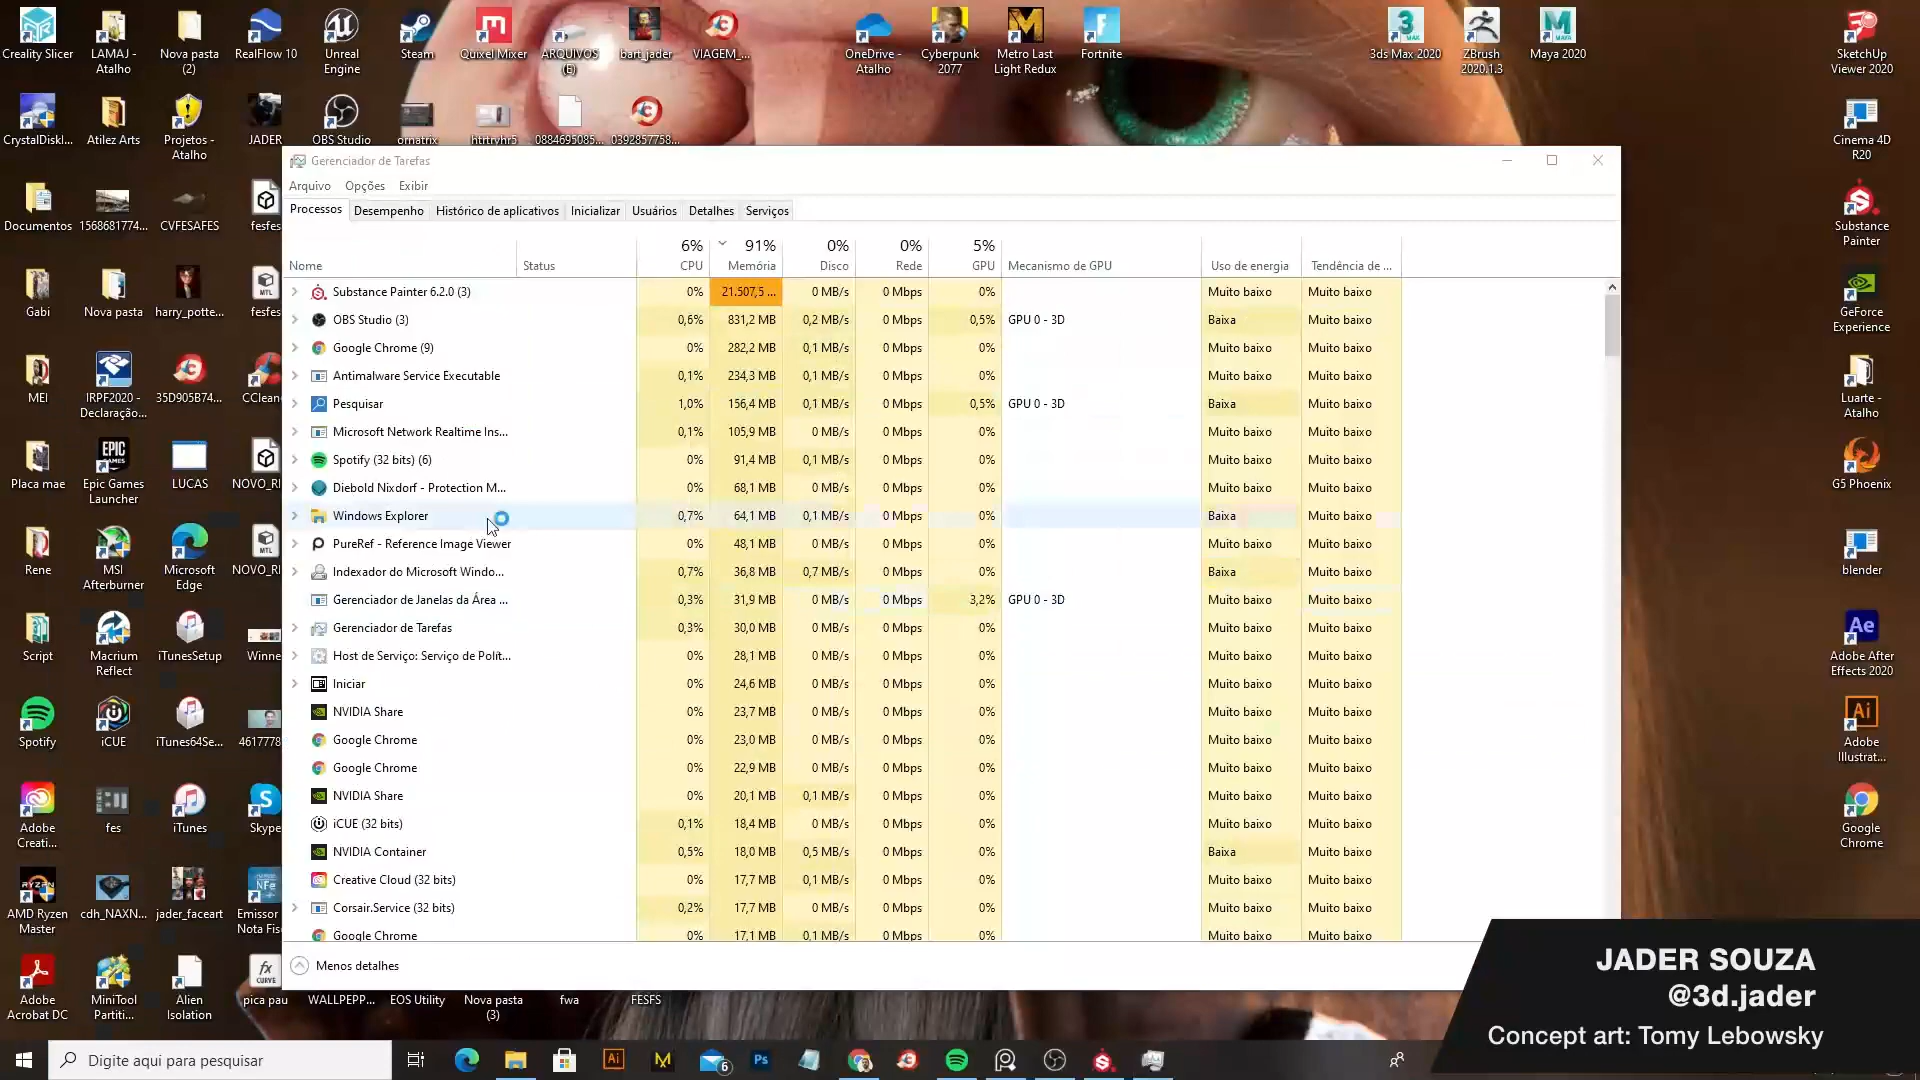 Creality Slicer
LAMAJ -
Atalho
Nova pasta
(2)
RealFlow 10
Unreal
Engine
Steam
Quixel Mixer
ARQUIVOS
(E)
bart_jader
VIAGEM_...
OneDrive -
Atalho
Cyberpunk
2077
Metro Last
Light Redux
Fortnite
3ds Max 2020
ZBrush
2020.1.3
Maya 2020
SketchUp
Viewer 2020
CrystalDiskI...
Atilez Arts
Projetos -
Atalho
JADER
OBS Studio
ornatrix
htrtryhr5
0884695085...
0392857758...
Cinema 4D
R20
Gerenciador de Tarefas
Arquivo Opções Exibir
Processos Desempenho Histórico de aplicativos Inicializar Usuários Detalhes Serviços
6% 91% 0% 0% 5%
Nome Status CPU Memória Disco Rede GPU Mecanismo de GPU Uso de energia Tendência de ...
Substance Painter 6.2.0 (3) 0% 21.507,5 ... 0 MB/s 0 Mbps 0% Muito baixo Muito baixo
OBS Studio (3) 0,6% 831,2 MB 0,2 MB/s 0 Mbps 0,5% GPU 0 - 3D Baixa Muito baixo
Google Chrome (9) 0% 282,2 MB 0,1 MB/s 0 Mbps 0% Muito baixo Muito baixo
Antimalware Service Executable 0,1% 234,3 MB 0,1 MB/s 0 Mbps 0% Muito baixo Muito baixo
Pesquisar 1,0% 156,4 MB 0,1 MB/s 0 Mbps 0,5% GPU 0 - 3D Baixa Muito baixo
Microsoft Network Realtime Ins... 0,1% 105,9 MB 0 MB/s 0 Mbps 0% Muito baixo Muito baixo
Spotify (32 bits) (6) 0% 91,4 MB 0,1 MB/s 0 Mbps 0% Muito baixo Muito baixo
Diebold Nixdorf - Protection M... 0% 68,1 MB 0 MB/s 0 Mbps 0% Muito baixo Muito baixo
Windows Explorer 0,7% 64,1 MB 0,1 MB/s 0 Mbps 0% Baixa Muito baixo
PureRef - Reference Image Viewer 0% 48,1 MB 0 MB/s 0 Mbps 0% Muito baixo Muito baixo
Indexador do Microsoft Windo... 0,7% 36,8 MB 0,7 MB/s 0 Mbps 0% Baixa Muito baixo
Gerenciador de Janelas da Área ... 0,3% 31,9 MB 0 MB/s 0 Mbps 3,2% GPU 0 - 3D Muito baixo Muito baixo
Gerenciador de Tarefas 0,3% 30,0 MB 0 MB/s 0 Mbps 0% Muito baixo Muito baixo
Host de Serviço: Serviço de Polít... 0% 28,1 MB 0 MB/s 0 Mbps 0% Muito baixo Muito baixo
Iniciar 0% 24,6 MB 0 MB/s 0 Mbps 0% Muito baixo Muito baixo
NVIDIA Share 0% 23,7 MB 0 MB/s 0 Mbps 0% Muito baixo Muito baixo
Google Chrome 0% 23,0 MB 0 MB/s 0 Mbps 0% Muito baixo Muito baixo
Google Chrome 0% 22,9 MB 0 MB/s 0 Mbps 0% Muito baixo Muito baixo
NVIDIA Share 0% 20,1 MB 0,1 MB/s 0 Mbps 0% Muito baixo Muito baixo
iCUE (32 bits) 0,1% 18,4 MB 0 MB/s 0 Mbps 0% Muito baixo Muito baixo
NVIDIA Container 0,5% 18,0 MB 0,5 MB/s 0 Mbps 0% Baixa Muito baixo
Creative Cloud (32 bits) 0% 17,7 MB 0,1 MB/s 0 Mbps 0% Muito baixo Muito baixo
Corsair.Service (32 bits) 0,2% 17,7 MB 0 MB/s 0 Mbps 0% Muito baixo Muito baixo
Google Chrome 0% 17,1 MB 0,1 MB/s 0 Mbps 0% Muito baixo Muito baixo
Menos detalhes
Documentos
1568681774...
CVFESAFES
fesfes
Substance
Painter
Gabi
Nova pasta
harry_potte...
MTL
fesfes
GeForce
Experience
MEI
IRPF2020 -
Declaração...
35D905B74...
CClean
Luarte -
Atalho
Placa mae
EPIC
GAMES
Epic Games
Launcher
LUCAS
NOVO_RI
G5 Phoenix
Rene
MSI
Afterburner
Microsoft
Edge
MTL
NOVO_RI
blender
Script
Macrium
Reflect
iTunesSetup
Winne
Ae
Adobe After
Effects 2020
Spotify
iCUE
iTunes64Se...
4617778
Ai
Adobe
Illustrat...
Adobe
Creati...
fes
iTunes
Skype
Google
Chrome
RYZEN
AMD Ryzen
Master
cdh_NAXN...
jader_faceart
NFe
Emissor
Nota Fis
Adobe
Acrobat DC
MiniTool
Partiti...
Alien
Isolation
fx
CURVE
pica pau
WALLPEPP...
EOS Utility
Nova pasta
(3)
fwa
FESFS
JADER SOUZA
@3d.jader
Concept art: Tomy Lebowsky
Digite aqui para pesquisar
Ai
6
Ps